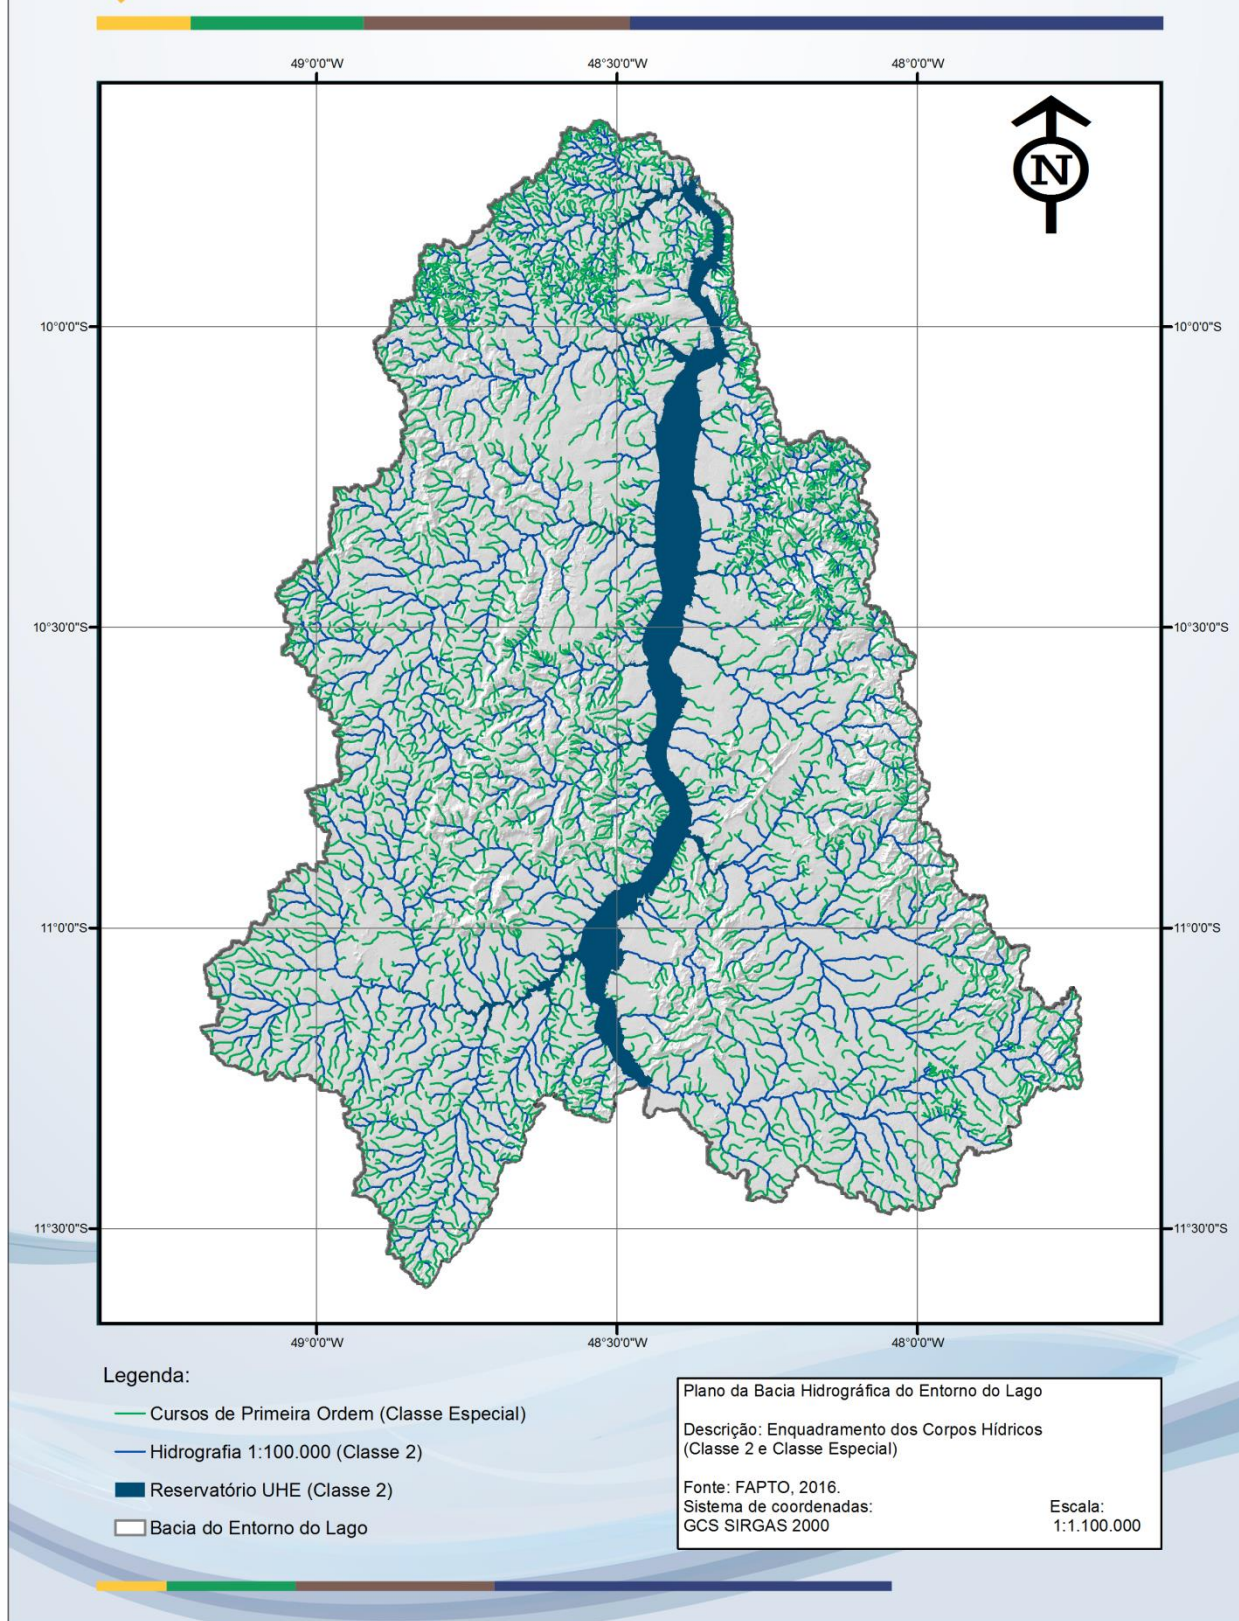 49°0'0"W
48°30'0"W
48°0'0"W
N
10°0'0"S
10°0'0"S
10°30'0"S
10°30'0"S
11°0'0"S
11°0'0"S
11°30'0"S
11°30'0"S
49°0'0"W
48°30'0"W
48°0'0"W
Legenda:
Cursos de Primeira Ordem (Classe Especial)
Hidrografia 1:100.000 (Classe 2)
Reservatório UHE (Classe 2)
Bacia do Entorno do Lago
Plano da Bacia Hidrográfica do Entorno do Lago
Descrição: Enquadramento dos Corpos Hídricos
(Classe 2 e Classe Especial)
Fonte: FAPTO, 2016.
Sistema de coordenadas:
GCS SIRGAS 2000
Escala:
1:1.100.000